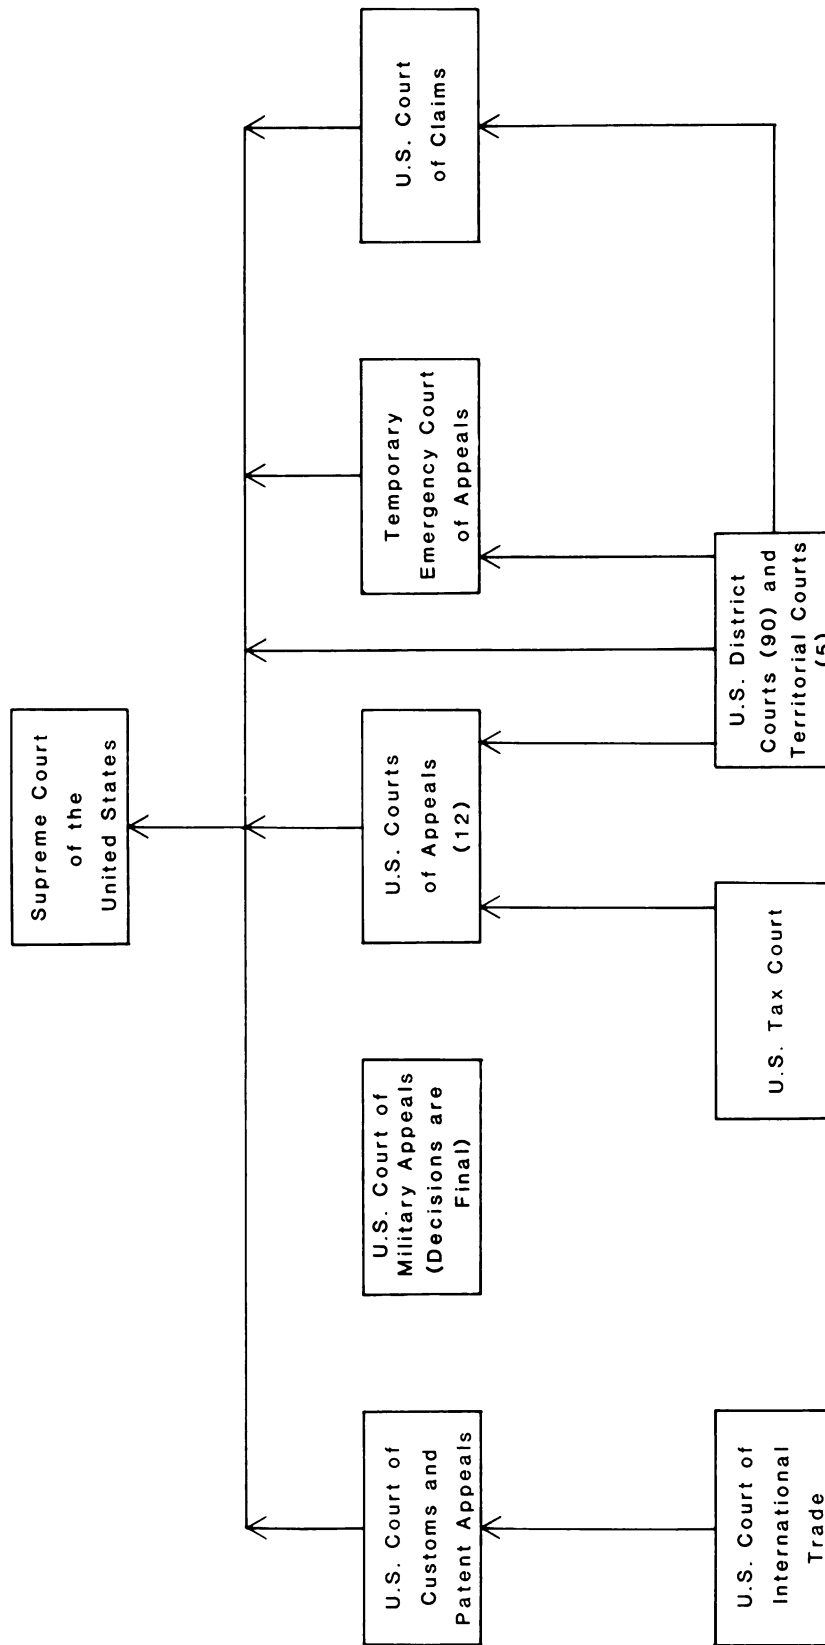 Supreme Court
of the
United States
U.S. Court of
Customs and
Patent Appeals
U.S. Court of
Military Appeals
(Decisions are
Final)
U.S. Courts
of Appeals
(12)
Temporary
Emergency Court
of Appeals
U.S. Court
of Claims
U.S. Court of
International
Trade
U.S. Tax Court
U.S. District
Courts (90) and
Territorial Courts
(5)